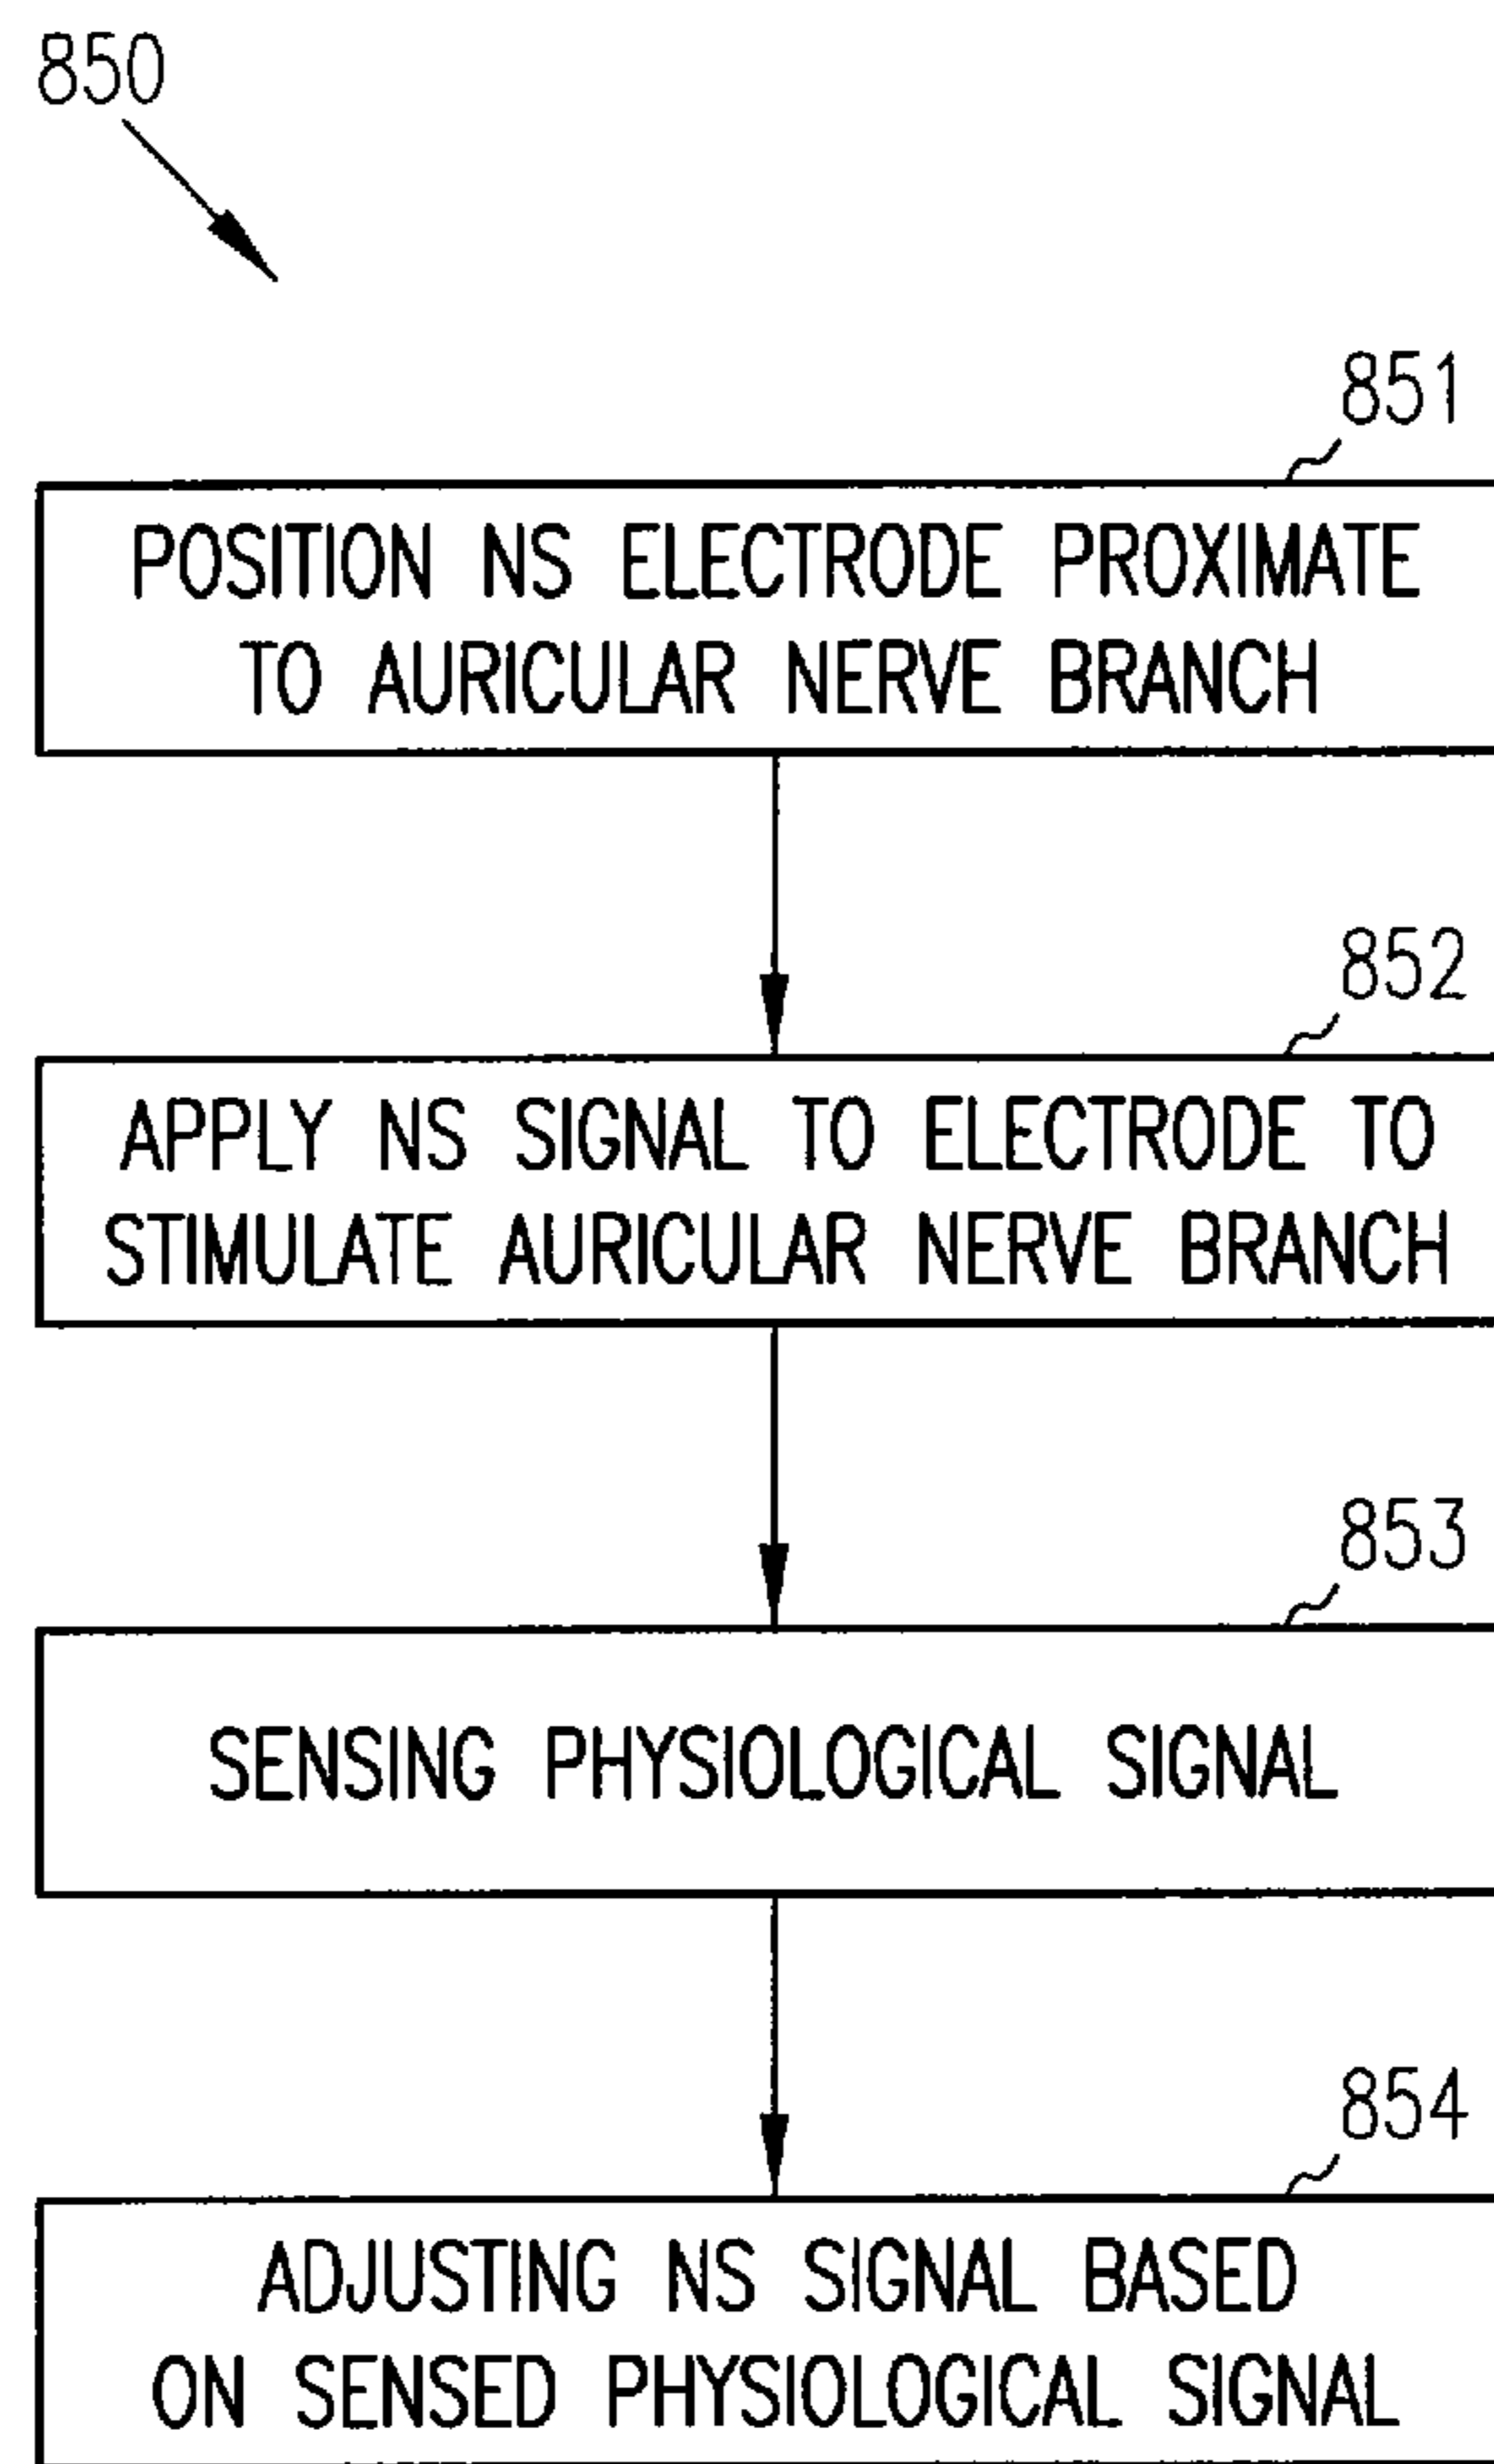 850
851
POSITION NS ELECTRODE PROXIMATE
TO AURICULAR NERVE BRANCH
852
APPLY NS SIGNAL TO ELECTRODE TO
STIMULATE AURICULAR NERVE BRANCH
853
SENSING PHYSIOLOGICAL SIGNAL
854
ADJUSTING NS SIGNAL BASED
ON SENSED PHYSIOLOGICAL SIGNAL